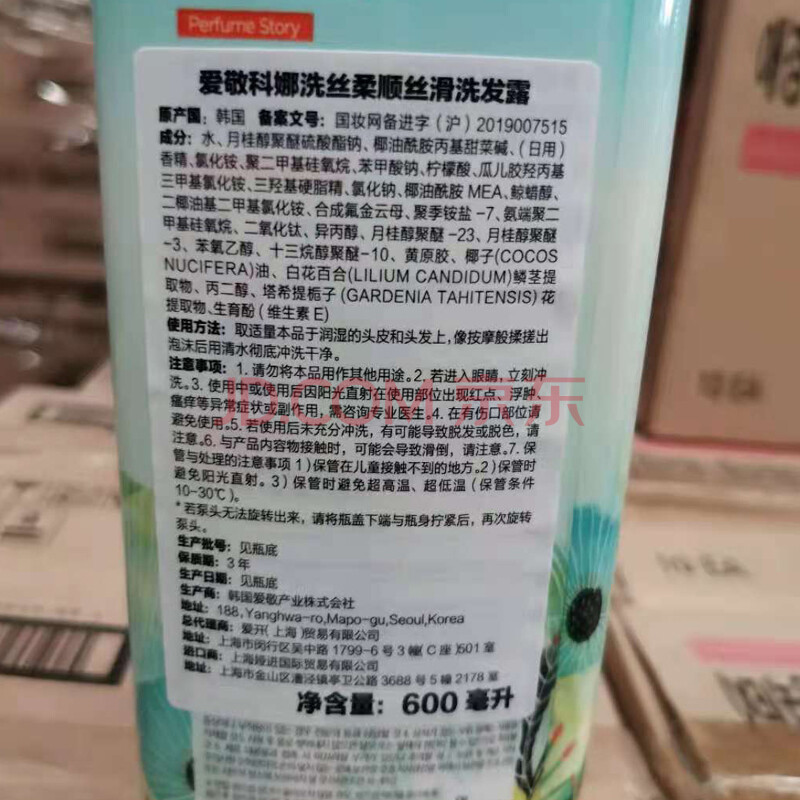 Perfume Story
爱敬科娜洗丝柔顺丝滑洗发露
原产国：韩国 备案文号：国妆网备进字（沪）2019007515
成分：水、月桂醇聚醚硫酸酯钠、椰油酰胺丙基甜菜碱、（日用）
香精、氯化铵、聚二甲基硅氧烷、苯甲酸钠、柠檬酸、瓜儿胶羟丙基
三甲基氯化铵、三羟基硬脂精、氯化钠、椰油酰胺 MEA、鲸蜡醇、
二椰油基二甲基氯化铵、合成氟金云母、聚季铵盐-7、氨端聚二
甲基硅氧烷、二氧化钛、异丙醇、月桂醇聚醚-23、月桂醇聚醚
-3、苯氧乙醇、十三烷醇聚醚-10、黄原胶、椰子(COCOS
NUCIFERA)油、白花百合(LILIUM CANDIDUM)鳞茎提
取物、丙二醇、塔希提栀子(GARDENIA TAHITENSIS)花
提取物、生育酚（维生素E）
使用方法：取适量本品于润湿的头皮和头发上，像按摩般揉搓出
泡沫后用清水彻底冲洗干净。
注意事项：1. 请勿将本品用作其他用途。2. 若进入眼睛，立刻冲
洗。3. 使用中或使用后因阳光直射在使用部位出现红点、浮肿、
瘙痒等异常症状或副作用，需咨询专业医生。4. 在有伤口部位请
避免使用。5. 若使用后未充分冲洗，有可能导致脱发或脱色，请
注意。6. 与产品内容物接触时，可能会导致滑倒，请注意。7. 保
管与处理的注意事项 1）保管在儿童接触不到的地方。2）保管时
避免阳光直射。3）保管时避免超高温、超低温（保管条件
10-30℃）。
*若泵头无法旋转出来，请将瓶盖下端与瓶身拧紧后，再次旋转
泵头。
生产批号：见瓶底
保质期：3年
生产日期：见瓶底
生产商：韩国爱敬产业株式会社
地址：188,Yanghwa-ro,Mapo-gu,Seoul,Korea
总代理商：爱开（上海）贸易有限公司
地址：上海市闵行区吴中路 1799-6 号 3 幢（C 座）501 室
进口商：上海娅进国际贸易有限公司
地址：上海市金山区漕泾镇亭卫公路 3688 号 5 幢 2178 室
净含量：600 毫升
JD.COM 京东